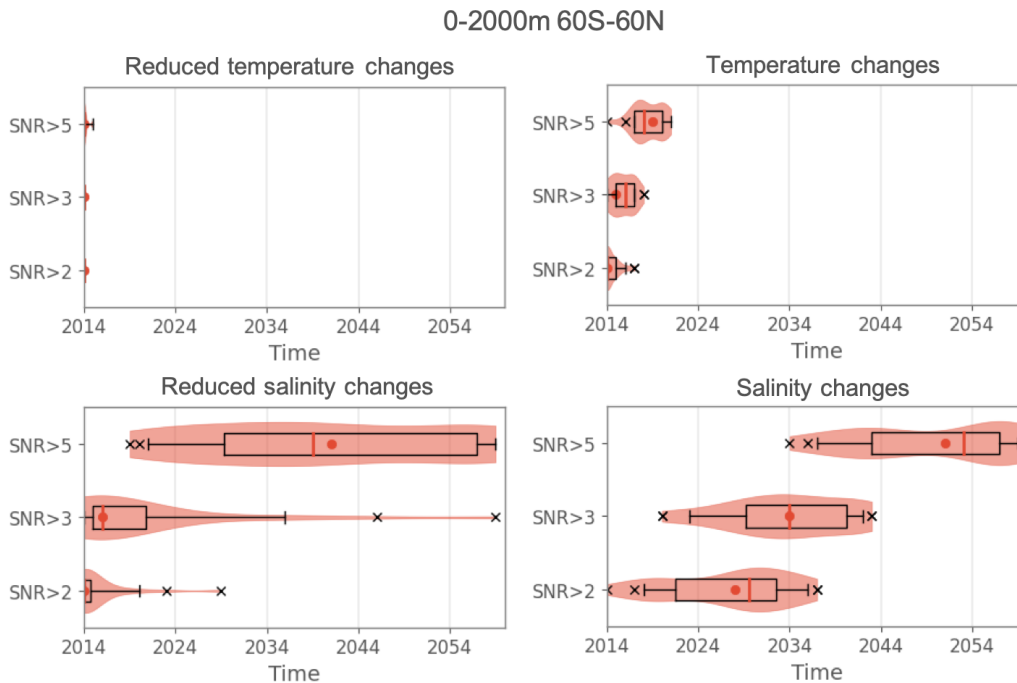 0-2000m 60S-60N
Reduced temperature changes
SNR>5
SNR>3
SNR>2
2014 2024 2034 2044 2054
Time
Temperature changes
SNR>5
SNR>3
SNR>2
2014 2024 2034 2044 2054
Time
Reduced salinity changes
SNR>5
SNR>3
SNR>2
2014 2024 2034 2044 2054
Time
Salinity changes
SNR>5
SNR>3
SNR>2
2014 2024 2034 2044 2054
Time